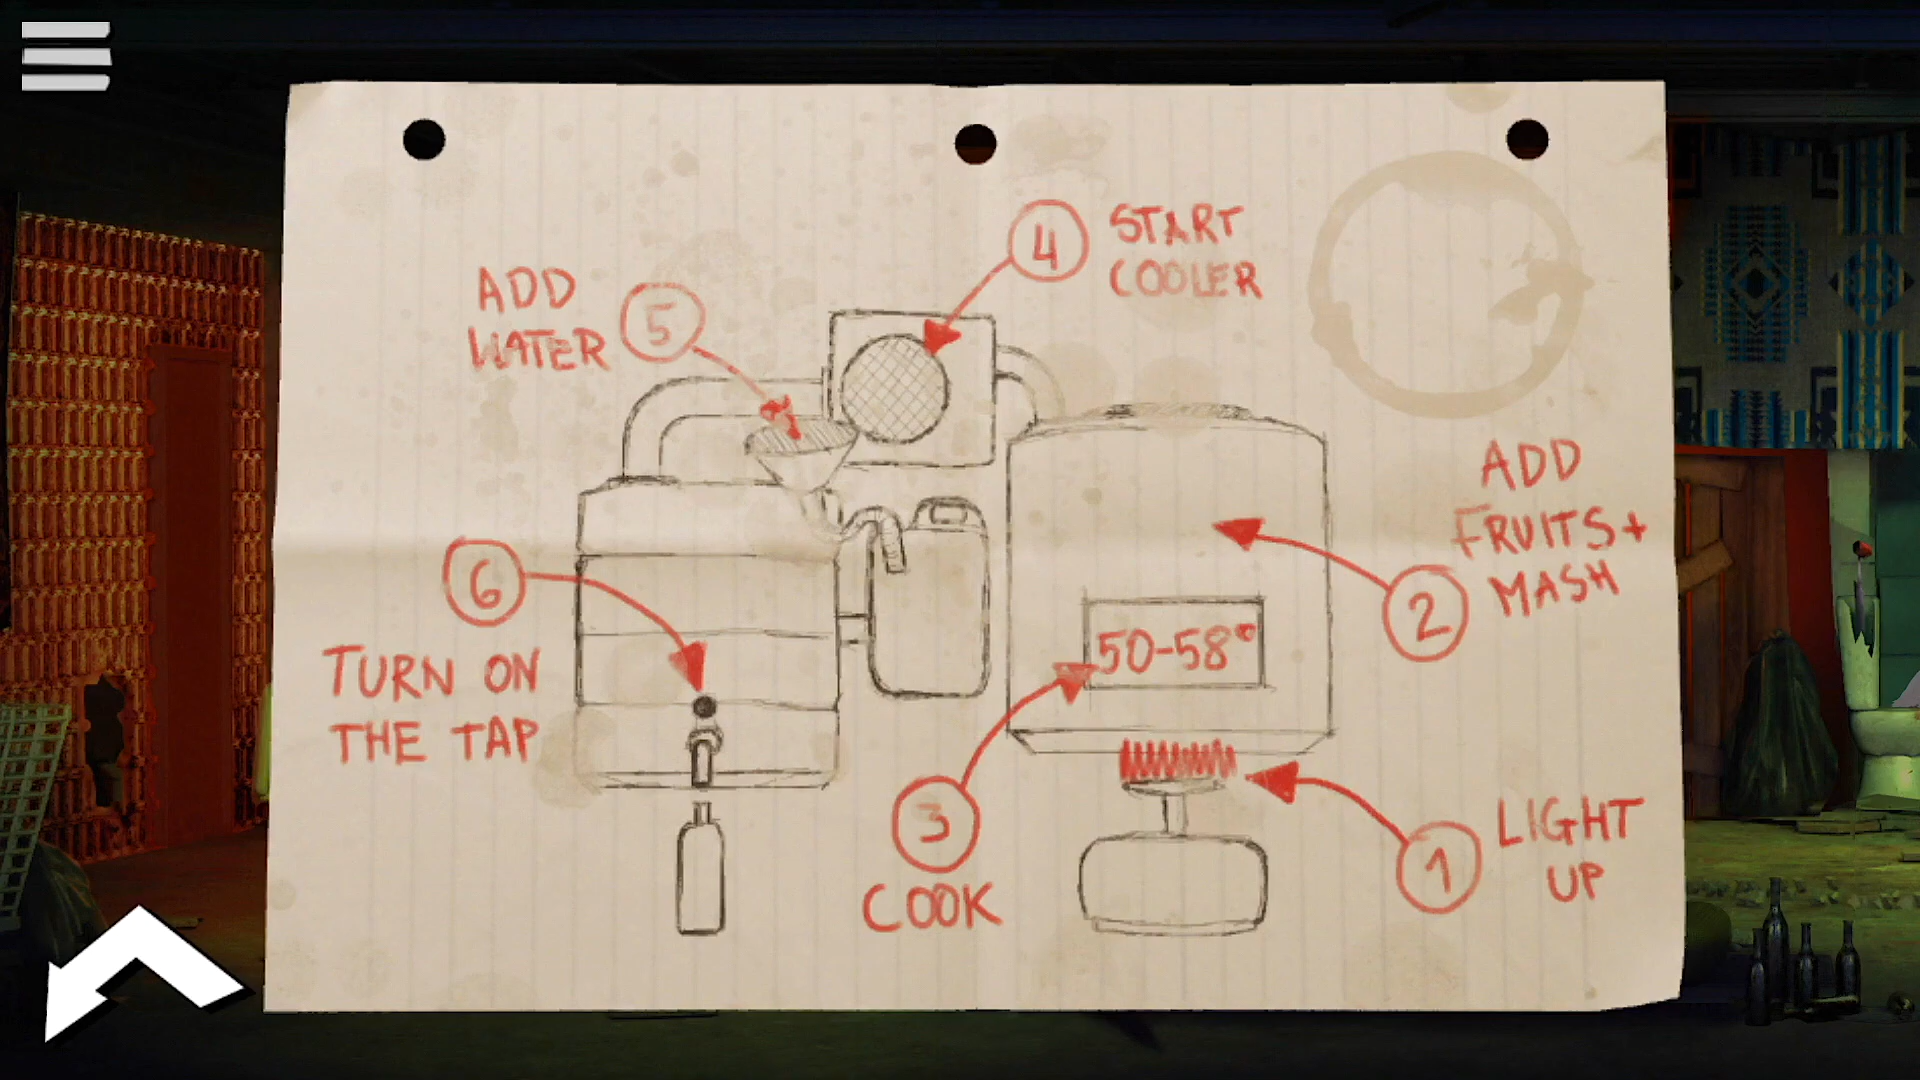 4
START
COOLER
ADD
WATER
5
ADD
FRUITS+
MASH
2
6
TURN ON
THE TAP
50-58°
3
COOK
1
LIGHT
UP